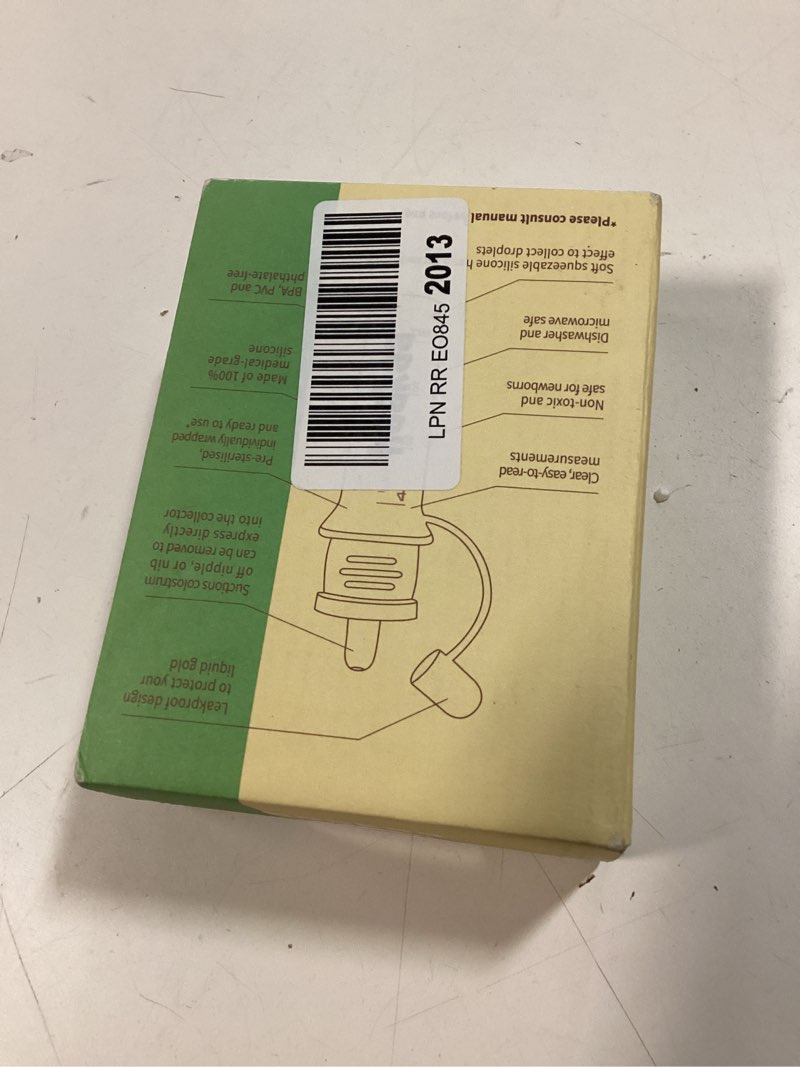 Leakproof design
to protect your
liquid gold
Suctions colostrum
off nipple, or nib
can be removed to
express directly
into the collector
Pre-sterilised,
individually wrapped
and ready to use*
Made of 100%
medical-grade
silicone
BPA, PVC and
phthalate-free
Clear, easy-to-read
measurements
Non-toxic and
safe for newborns
Dishwasher and
microwave safe
Soft squeezable silicone
effect to collect droplets
*Please consult manual
4
LPN RR EO845 2013